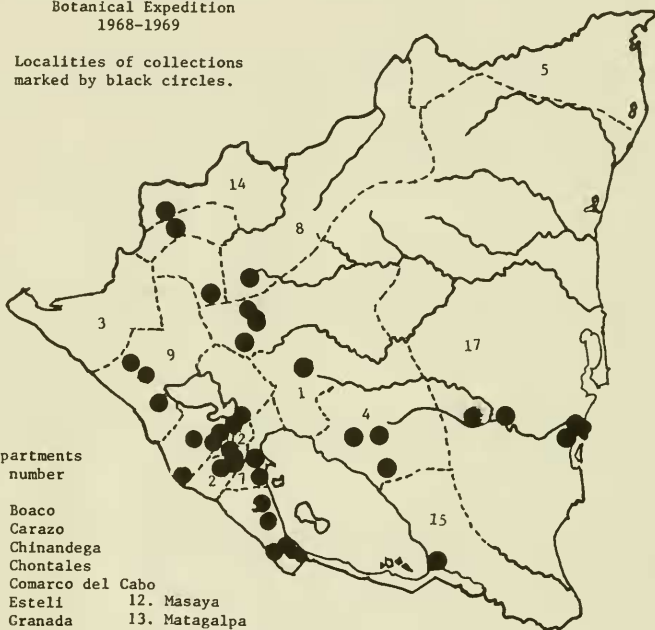 Botanical Expedition
1968-1969
Localities of collections
marked by black circles.
5
14
8
3
9
17
1
4
12
2
7
15
partments
number
Boaco
Carazo
Chinandega
Chontales
Comarco del Cabo
Esteli 12. Masaya
Granada 13. Matagalpa